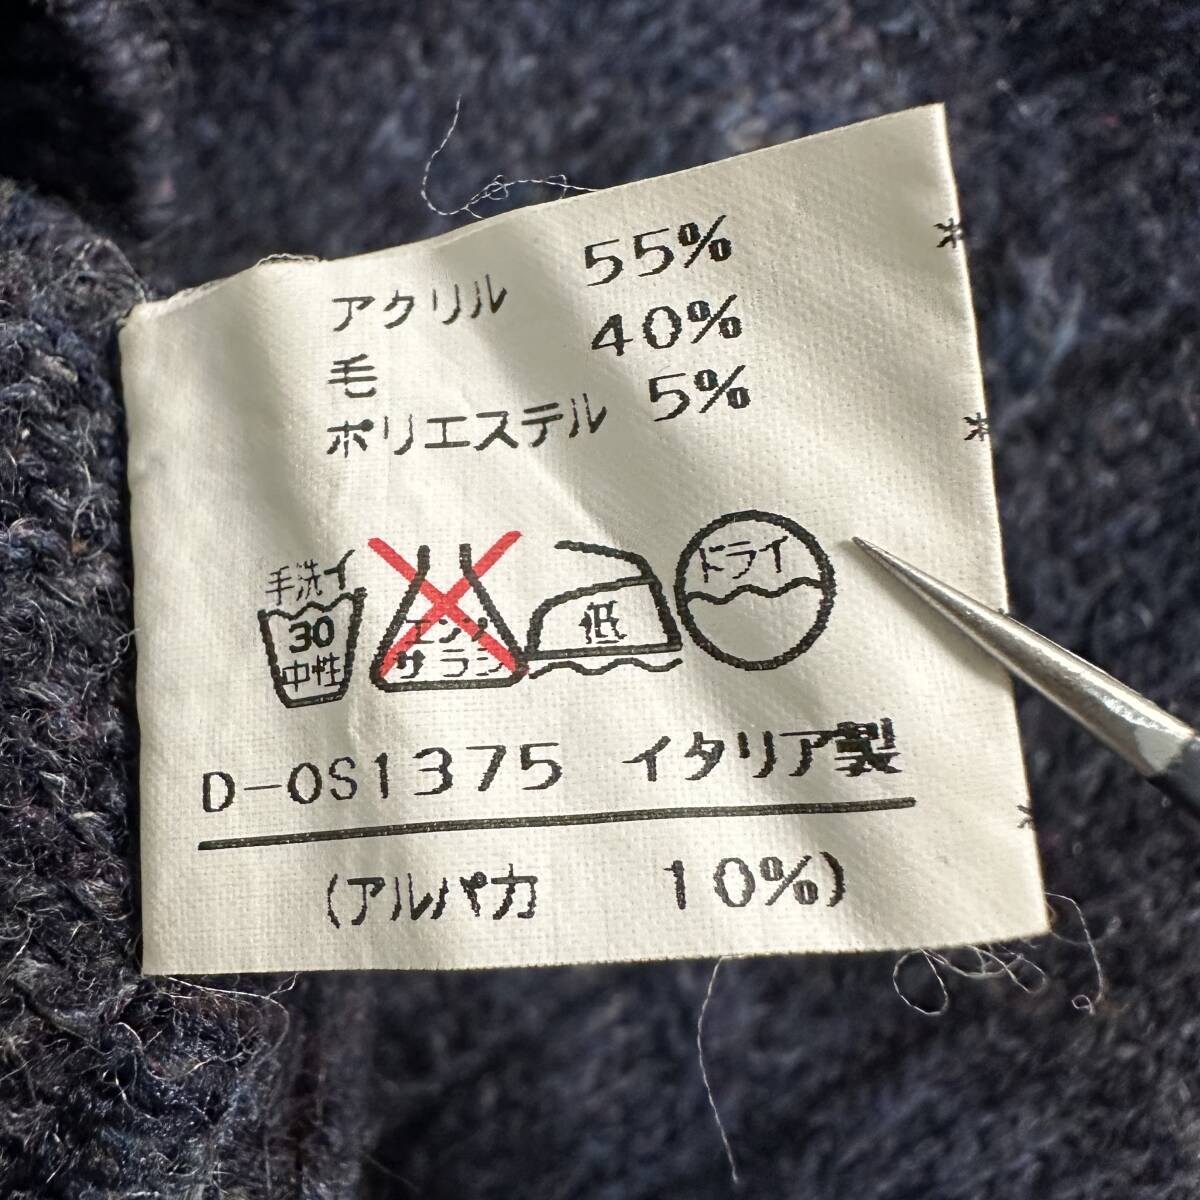 アクリル 55%
毛 40%
ポリエステル 5%
手洗イ
30
中性
エンソ
サラシ
低
ドライ
D-OS1375 イタリア製
(アルパカ 10%)